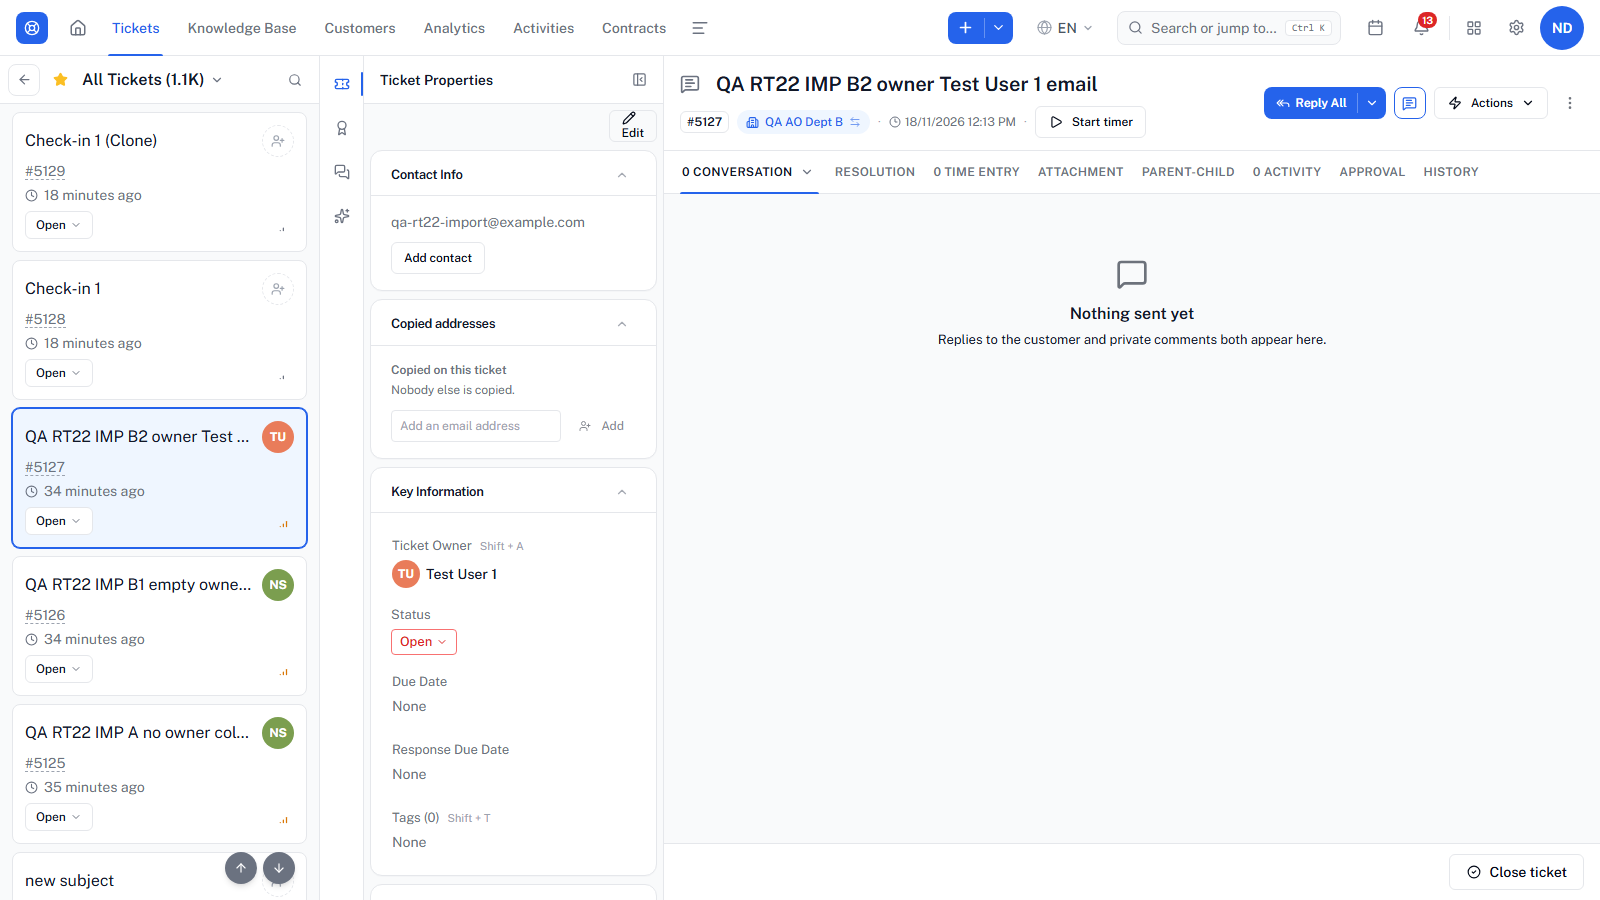 Tickets
Knowledge Base
Customers
Analytics
Activities
Contracts
EN
Search or jump to...
Ctrl K
13
ND
All Tickets (1.1K)
Check-in 1 (Clone)
#5129
18 minutes ago
Open
Check-in 1
#5128
18 minutes ago
Open
QA RT22 IMP B2 owner Test ...
TU
#5127
34 minutes ago
Open
QA RT22 IMP B1 empty owne...
NS
#5126
34 minutes ago
Open
QA RT22 IMP A no owner col...
NS
#5125
35 minutes ago
Open
new subject
Ticket Properties
Edit
Contact Info
qa-rt22-import@example.com
Add contact
Copied addresses
Copied on this ticket
Nobody else is copied.
Add an email address
Add
Key Information
Ticket Owner Shift + A
TU Test User 1
Status
Open
Due Date
None
Response Due Date
None
Tags (0) Shift + T
None
QA RT22 IMP B2 owner Test User 1 email
#5127
QA AO Dept B
· 18/11/2026 12:13 PM ·
Start timer
Reply All
Actions
0 CONVERSATION
RESOLUTION
0 TIME ENTRY
ATTACHMENT
PARENT-CHILD
0 ACTIVITY
APPROVAL
HISTORY
Nothing sent yet
Replies to the customer and private comments both appear here.
Close ticket